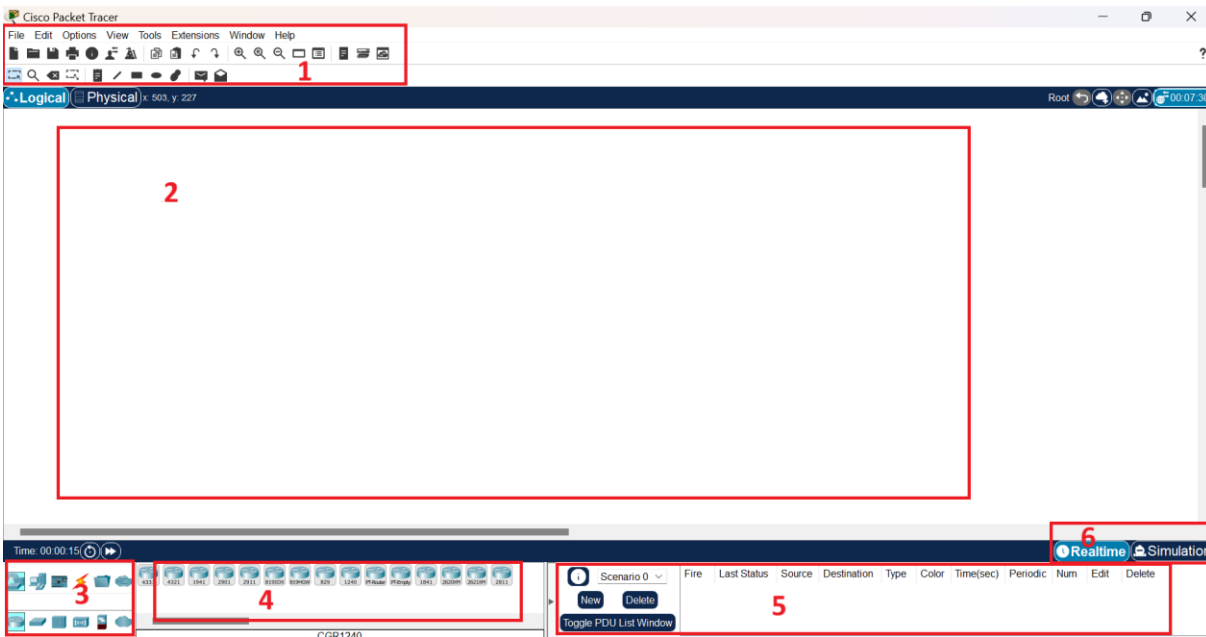 Cisco Packet Tracer
File Edit Options View Tools Extensions Window Help
?
1
Logical Physical x: 503, y: 227 Root 00:07:30
2
Time: 00:00:15 6 Realtime Simulation
3
4321 1941 2901 2911 819IOX 819HGW 829 1240 PT-Router PT-Empty 1841 2620XM 2621XM 2811
4
CGR1240
Scenario 0 Fire Last Status Source Destination Type Color Time(sec) Periodic Num Edit Delete
New Delete
5
Toggle PDU List Window